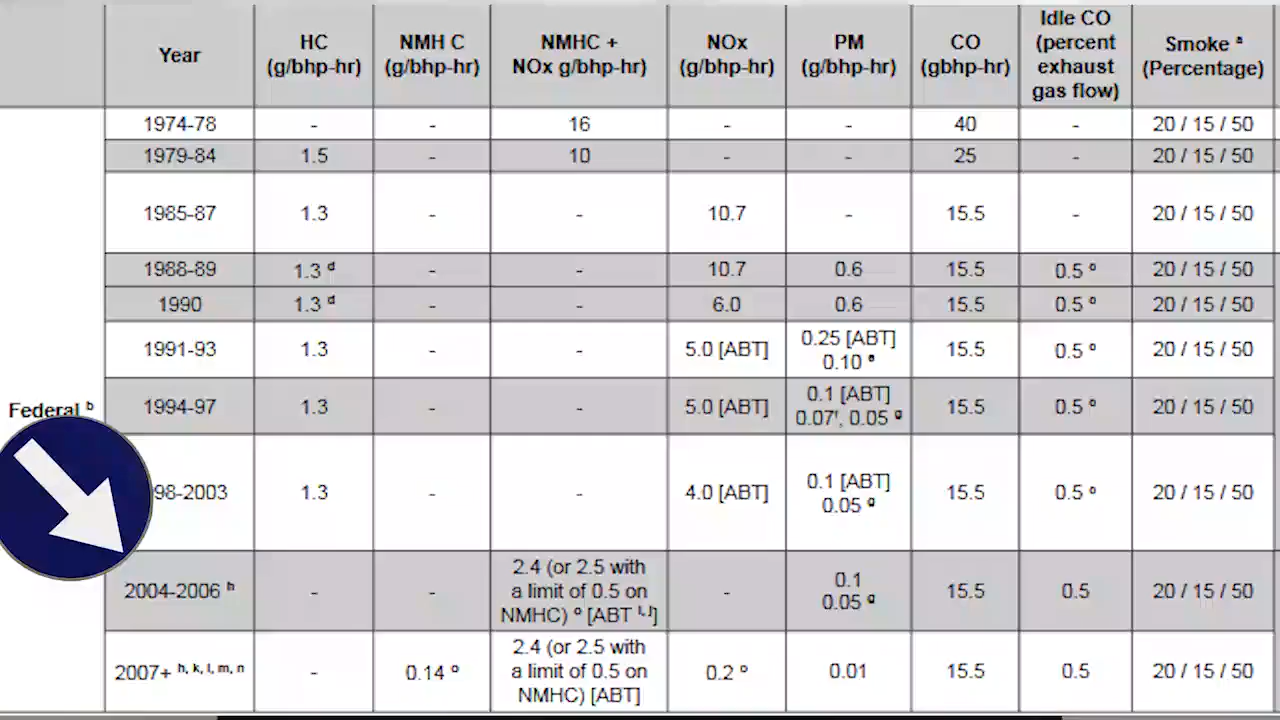 Year HC (g/bhp-hr) NMH C (g/bhp-hr) NMHC + NOx g/bhp-hr) NOx (g/bhp-hr) PM (g/bhp-hr) CO (gbhp-hr) Idle CO (percent exhaust gas flow) Smoke ª (Percentage)
Federal ᵇ
1974-78 - - 16 - - 40 - 20 / 15 / 50
1979-84 1.5 - 10 - - 25 - 20 / 15 / 50
1985-87 1.3 - - 10.7 - 15.5 - 20 / 15 / 50
1988-89 1.3 ᵈ - - 10.7 0.6 15.5 0.5 ᵒ 20 / 15 / 50
1990 1.3 ᵈ - - 6.0 0.6 15.5 0.5 ᵒ 20 / 15 / 50
1991-93 1.3 - - 5.0 [ABT] 0.25 [ABT] 0.10 ᵉ 15.5 0.5 ᵒ 20 / 15 / 50
1994-97 1.3 - - 5.0 [ABT] 0.1 [ABT] 0.07ᶠ, 0.05 ᵍ 15.5 0.5 ᵒ 20 / 15 / 50
98-2003 1.3 - - 4.0 [ABT] 0.1 [ABT] 0.05 ᵍ 15.5 0.5 ᵒ 20 / 15 / 50
2004-2006 ʰ - - 2.4 (or 2.5 with a limit of 0.5 on NMHC) ᵒ [ABT ⁱ,ʲ] - 0.1 0.05 ᵍ 15.5 0.5 20 / 15 / 50
2007+ ʰ, ᵏ, ˡ, ᵐ, ⁿ - 0.14 ᵒ 2.4 (or 2.5 with a limit of 0.5 on NMHC) [ABT] 0.2 ᵒ 0.01 15.5 0.5 20 / 15 / 50